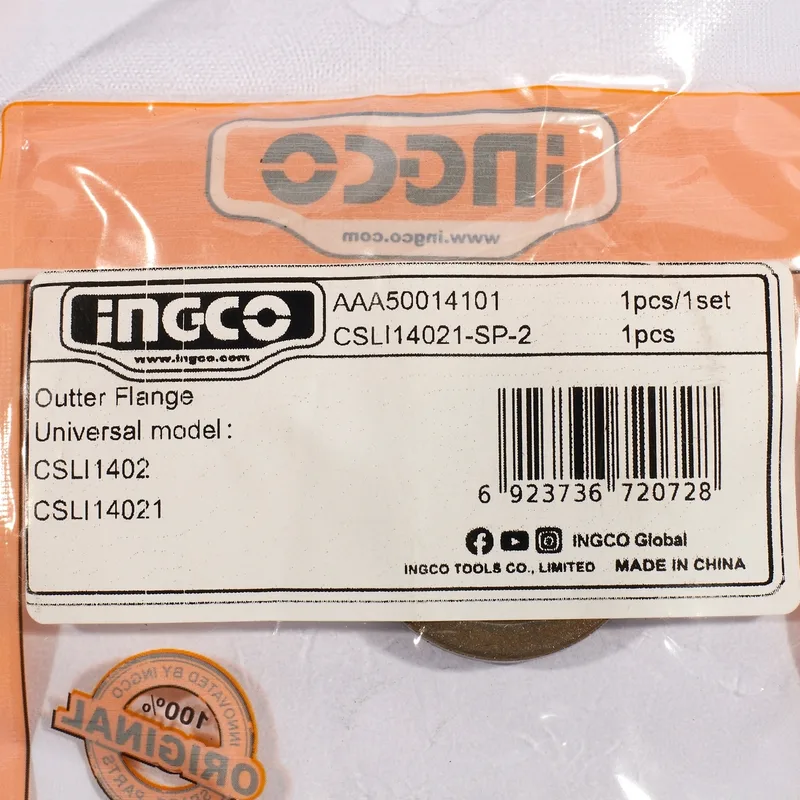 INGCO
www.ingco.com
INGCO
www.ingco.com
AAA50014101 1pcs/1set
CSLI14021-SP-2 1pcs
Outter Flange
Universal model:
CSLI1402
CSLI14021
6 923736 720728
INGCO Global
INGCO TOOLS CO., LIMITED MADE IN CHINA
INNOVATED BY INGCO
100%
ORIGINAL
PARTS